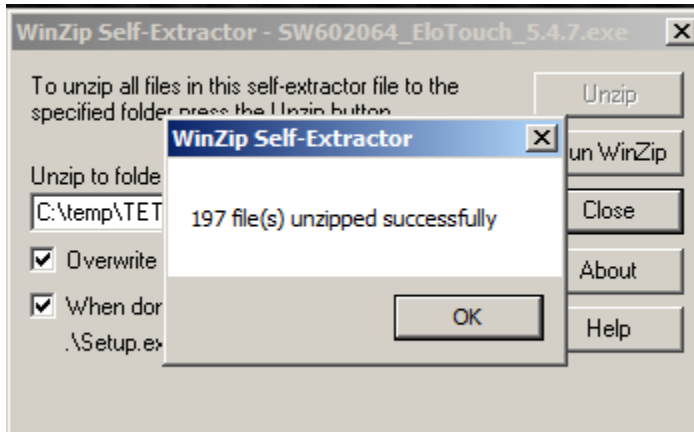 WinZip Self-Extractor - SW602064_EloTouch_5.4.7.exe
To unzip all files in this self-extractor file to the
specified folder press the Unzip button
Unzip
WinZip Self-Extractor
un WinZip
Unzip to folde
C:\temp\TET
197 file(s) unzipped successfully
Close
Overwrite
About
When don
OK
Help
.\Setup.ex